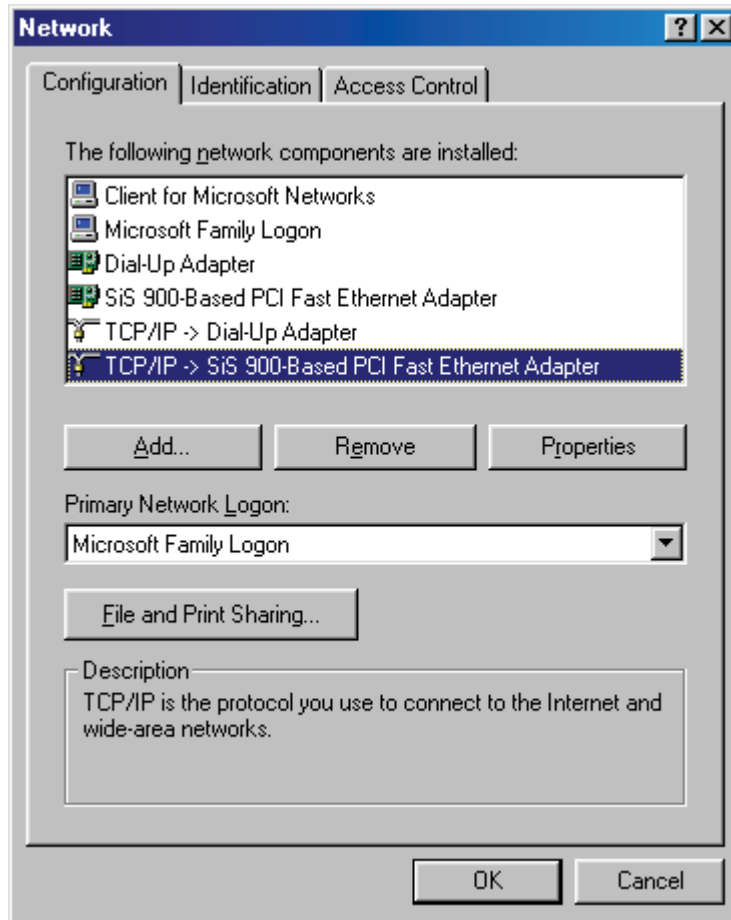 Network
Configuration Identification Access Control
The following network components are installed:
Client for Microsoft Networks
Microsoft Family Logon
Dial-Up Adapter
SiS 900-Based PCI Fast Ethernet Adapter
TCP/IP -> Dial-Up Adapter
TCP/IP -> SiS 900-Based PCI Fast Ethernet Adapter
Add... Remove Properties
Primary Network Logon:
Microsoft Family Logon
File and Print Sharing...
Description
TCP/IP is the protocol you use to connect to the Internet and
wide-area networks.
OK Cancel